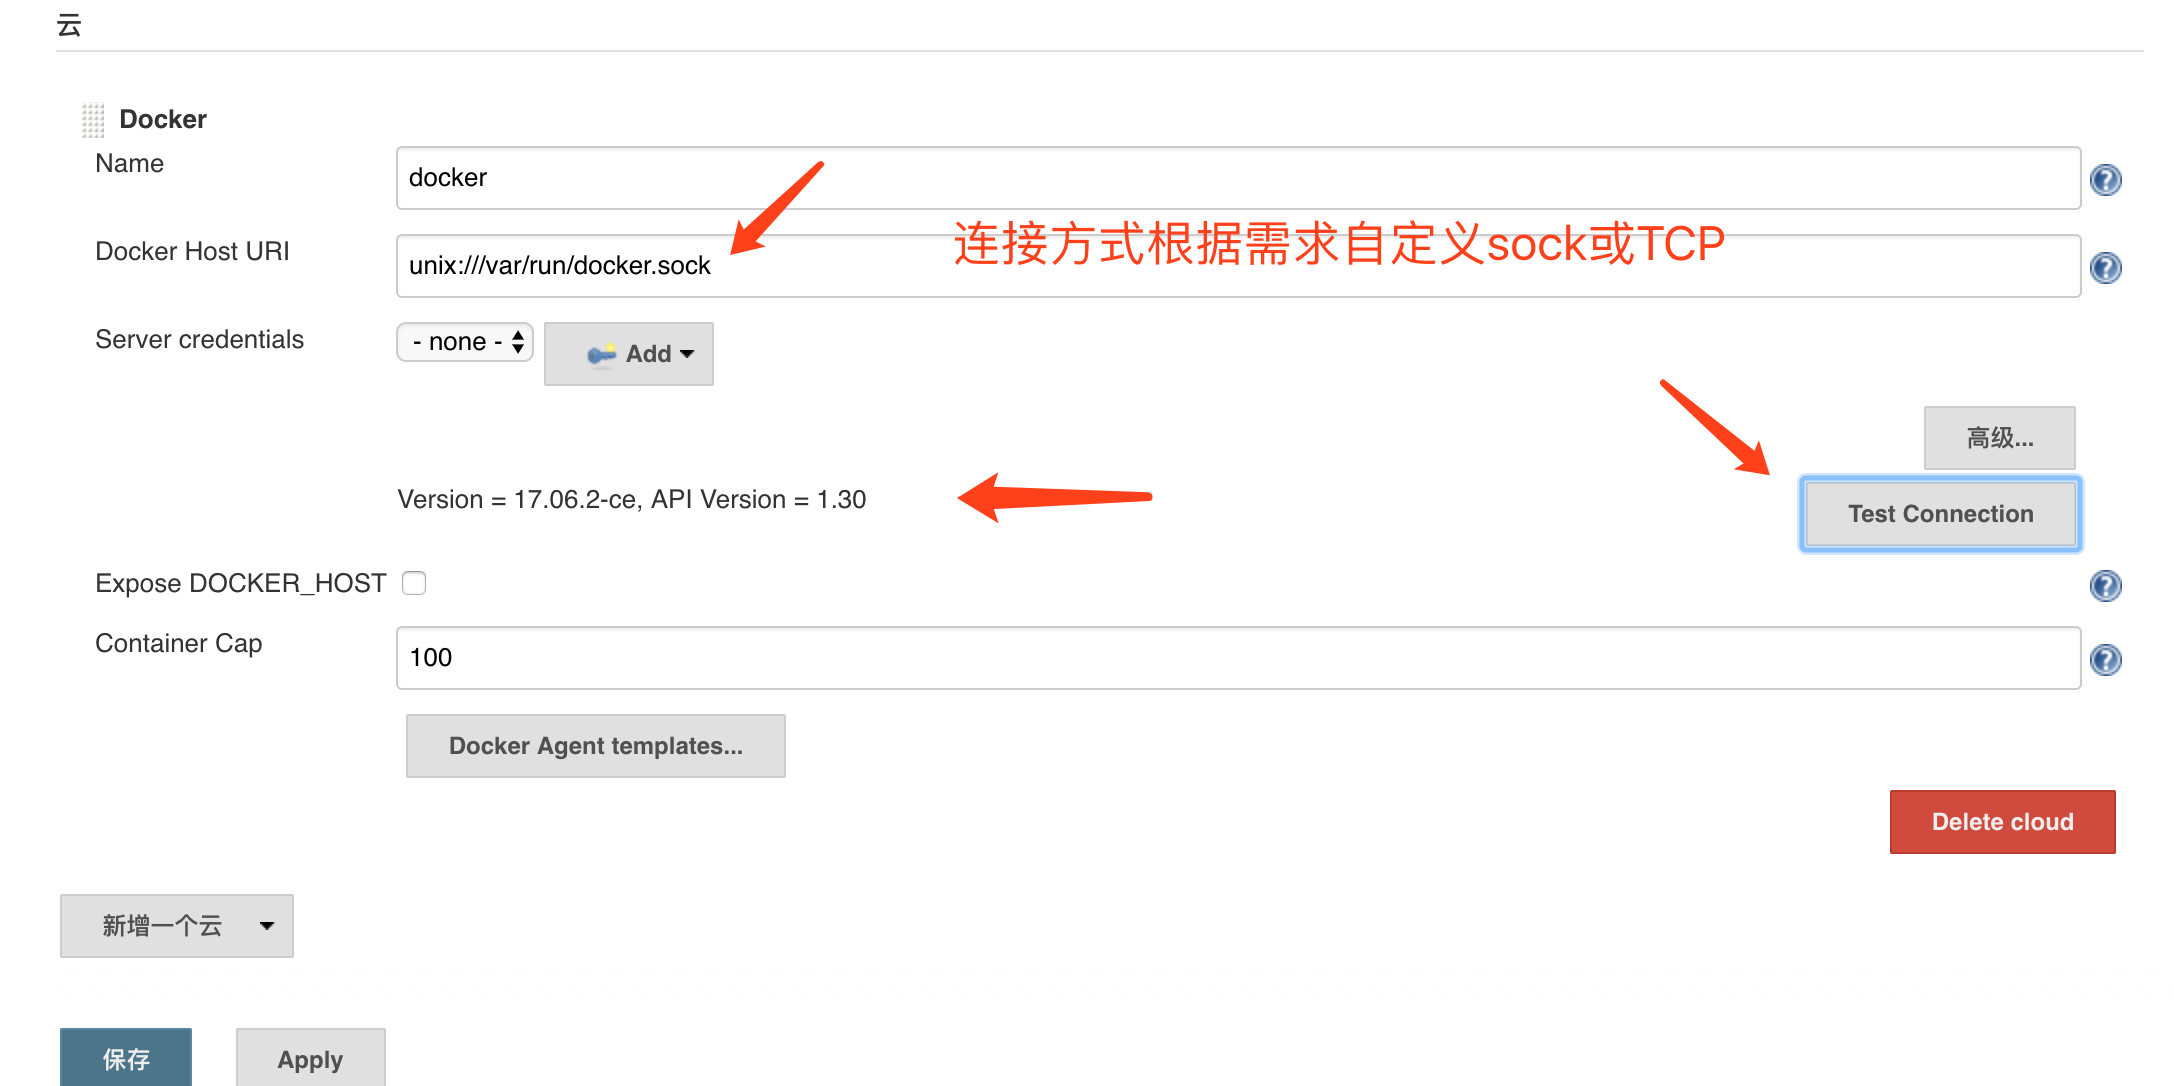 云
Docker
Name
docker
Docker Host URI
unix:///var/run/docker.sock
连接方式根据需求自定义sock或TCP
Server credentials
- none -
Add
高级...
Version = 17.06.2-ce, API Version = 1.30
Test Connection
Expose DOCKER_HOST
Container Cap
100
Docker Agent templates...
Delete cloud
新增一个云
保存
Apply